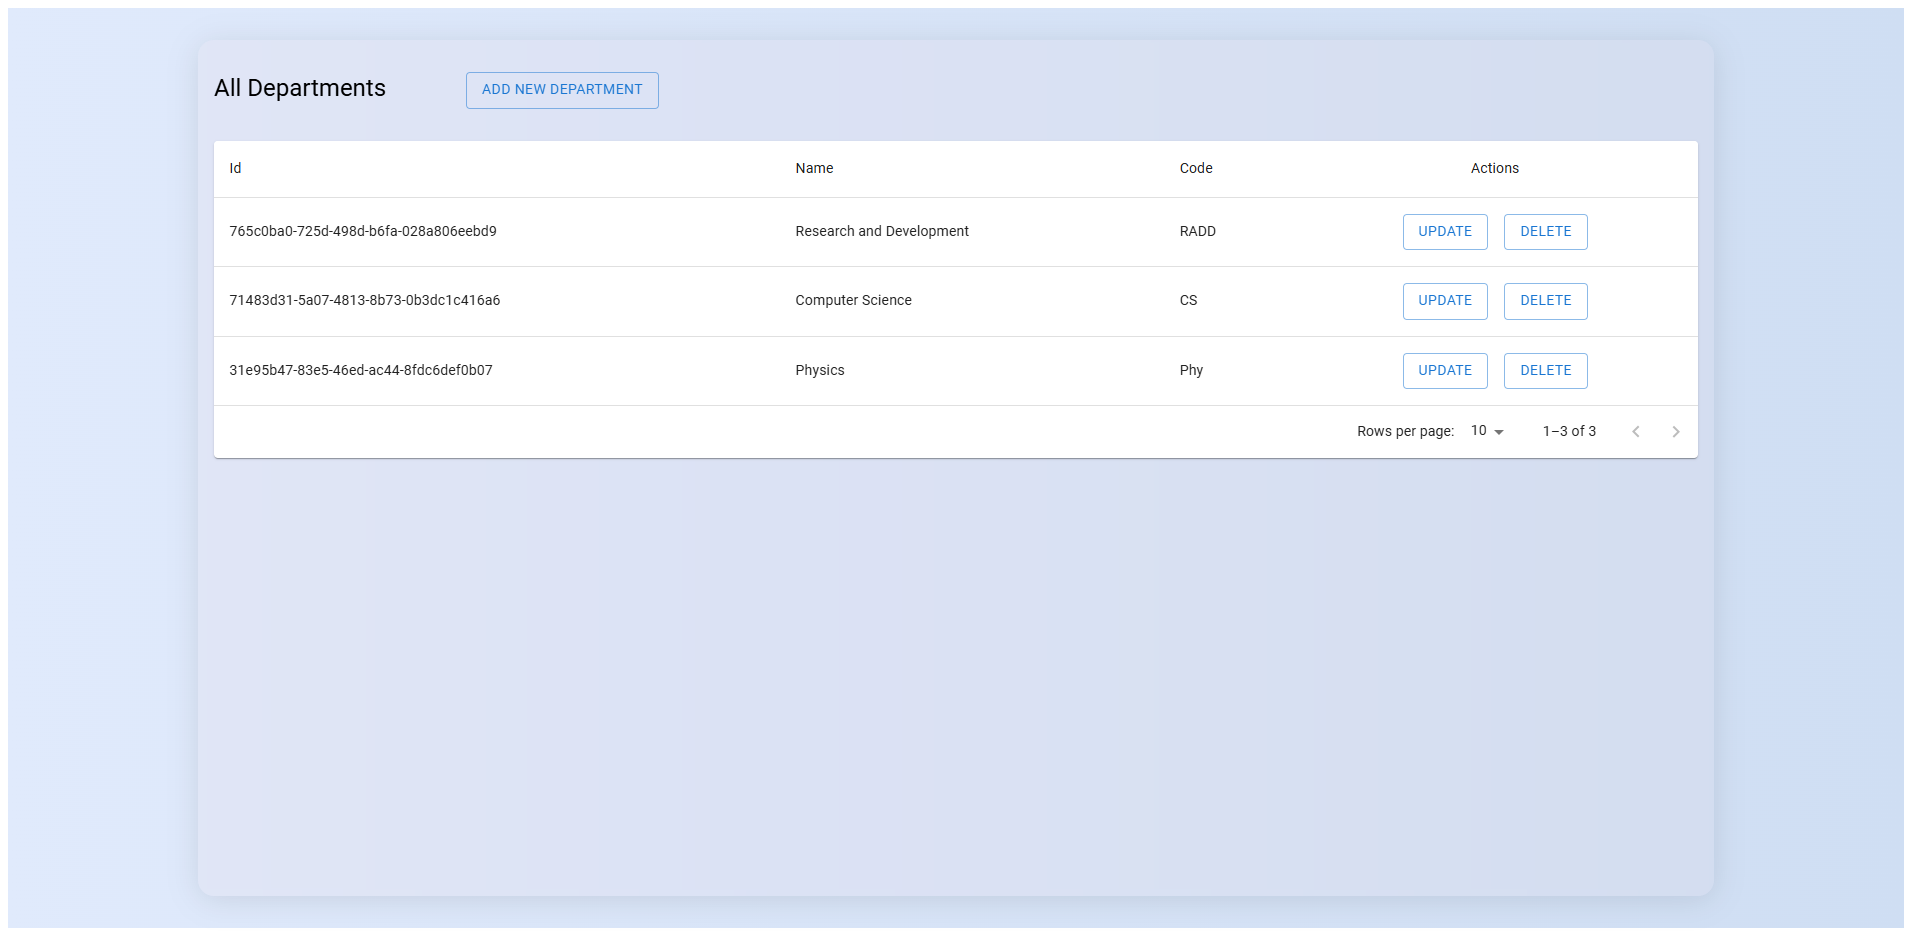 All Departments ADD NEW DEPARTMENT
Id Name Code Actions
765c0ba0-725d-498d-b6fa-028a806eebd9 Research and Development RADD UPDATE DELETE
71483d31-5a07-4813-8b73-0b3dc1c416a6 Computer Science CS UPDATE DELETE
31e95b47-83e5-46ed-ac44-8fdc6def0b07 Physics Phy UPDATE DELETE
Rows per page: 10 1–3 of 3